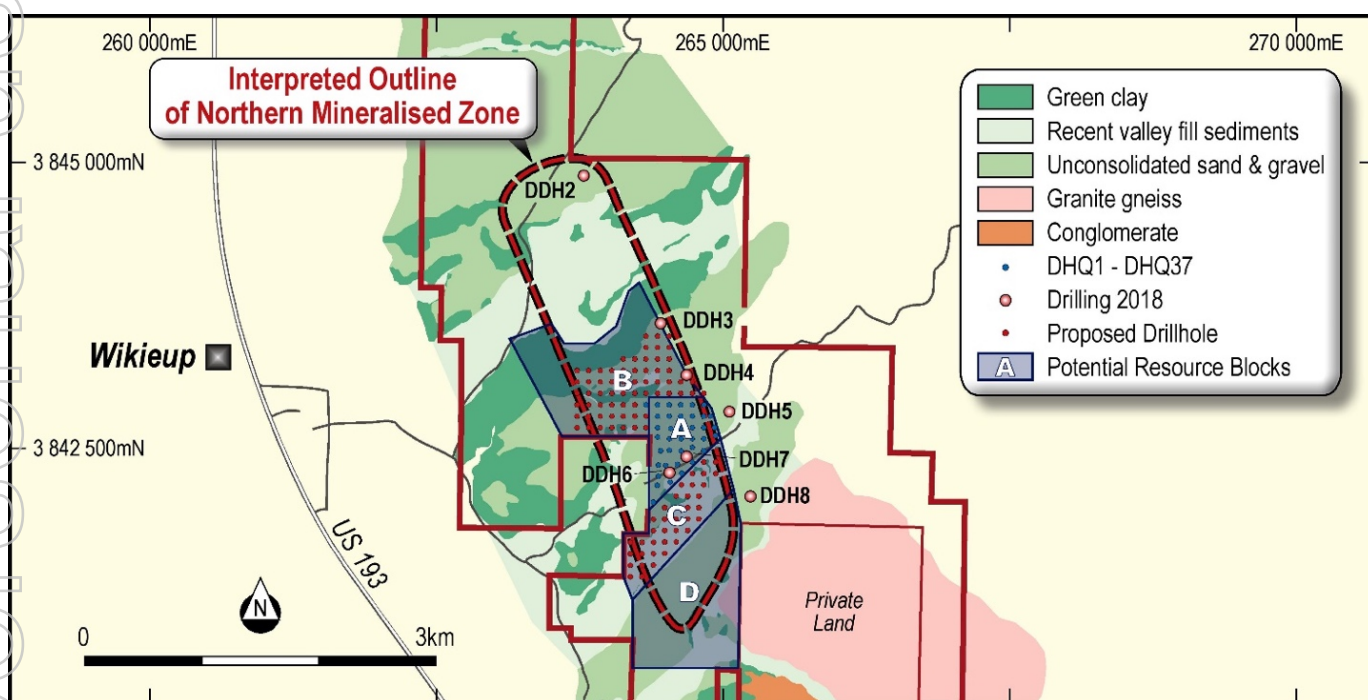 260 000mE
265 000mE
270 000mE
Interpreted Outline
of Northern Mineralised Zone
3 845 000mN
DDH2
Green clay
Recent valley fill sediments
Unconsolidated sand & gravel
Granite gneiss
Conglomerate
DHQ1 - DHQ37
Drilling 2018
Proposed Drillhole
A Potential Resource Blocks
DDH3
Wikieup
B
DDH4
DDH5
A
3 842 500mN
DDH6
DDH7
DDH8
C
US 193
D
Private
Land
N
0 3km